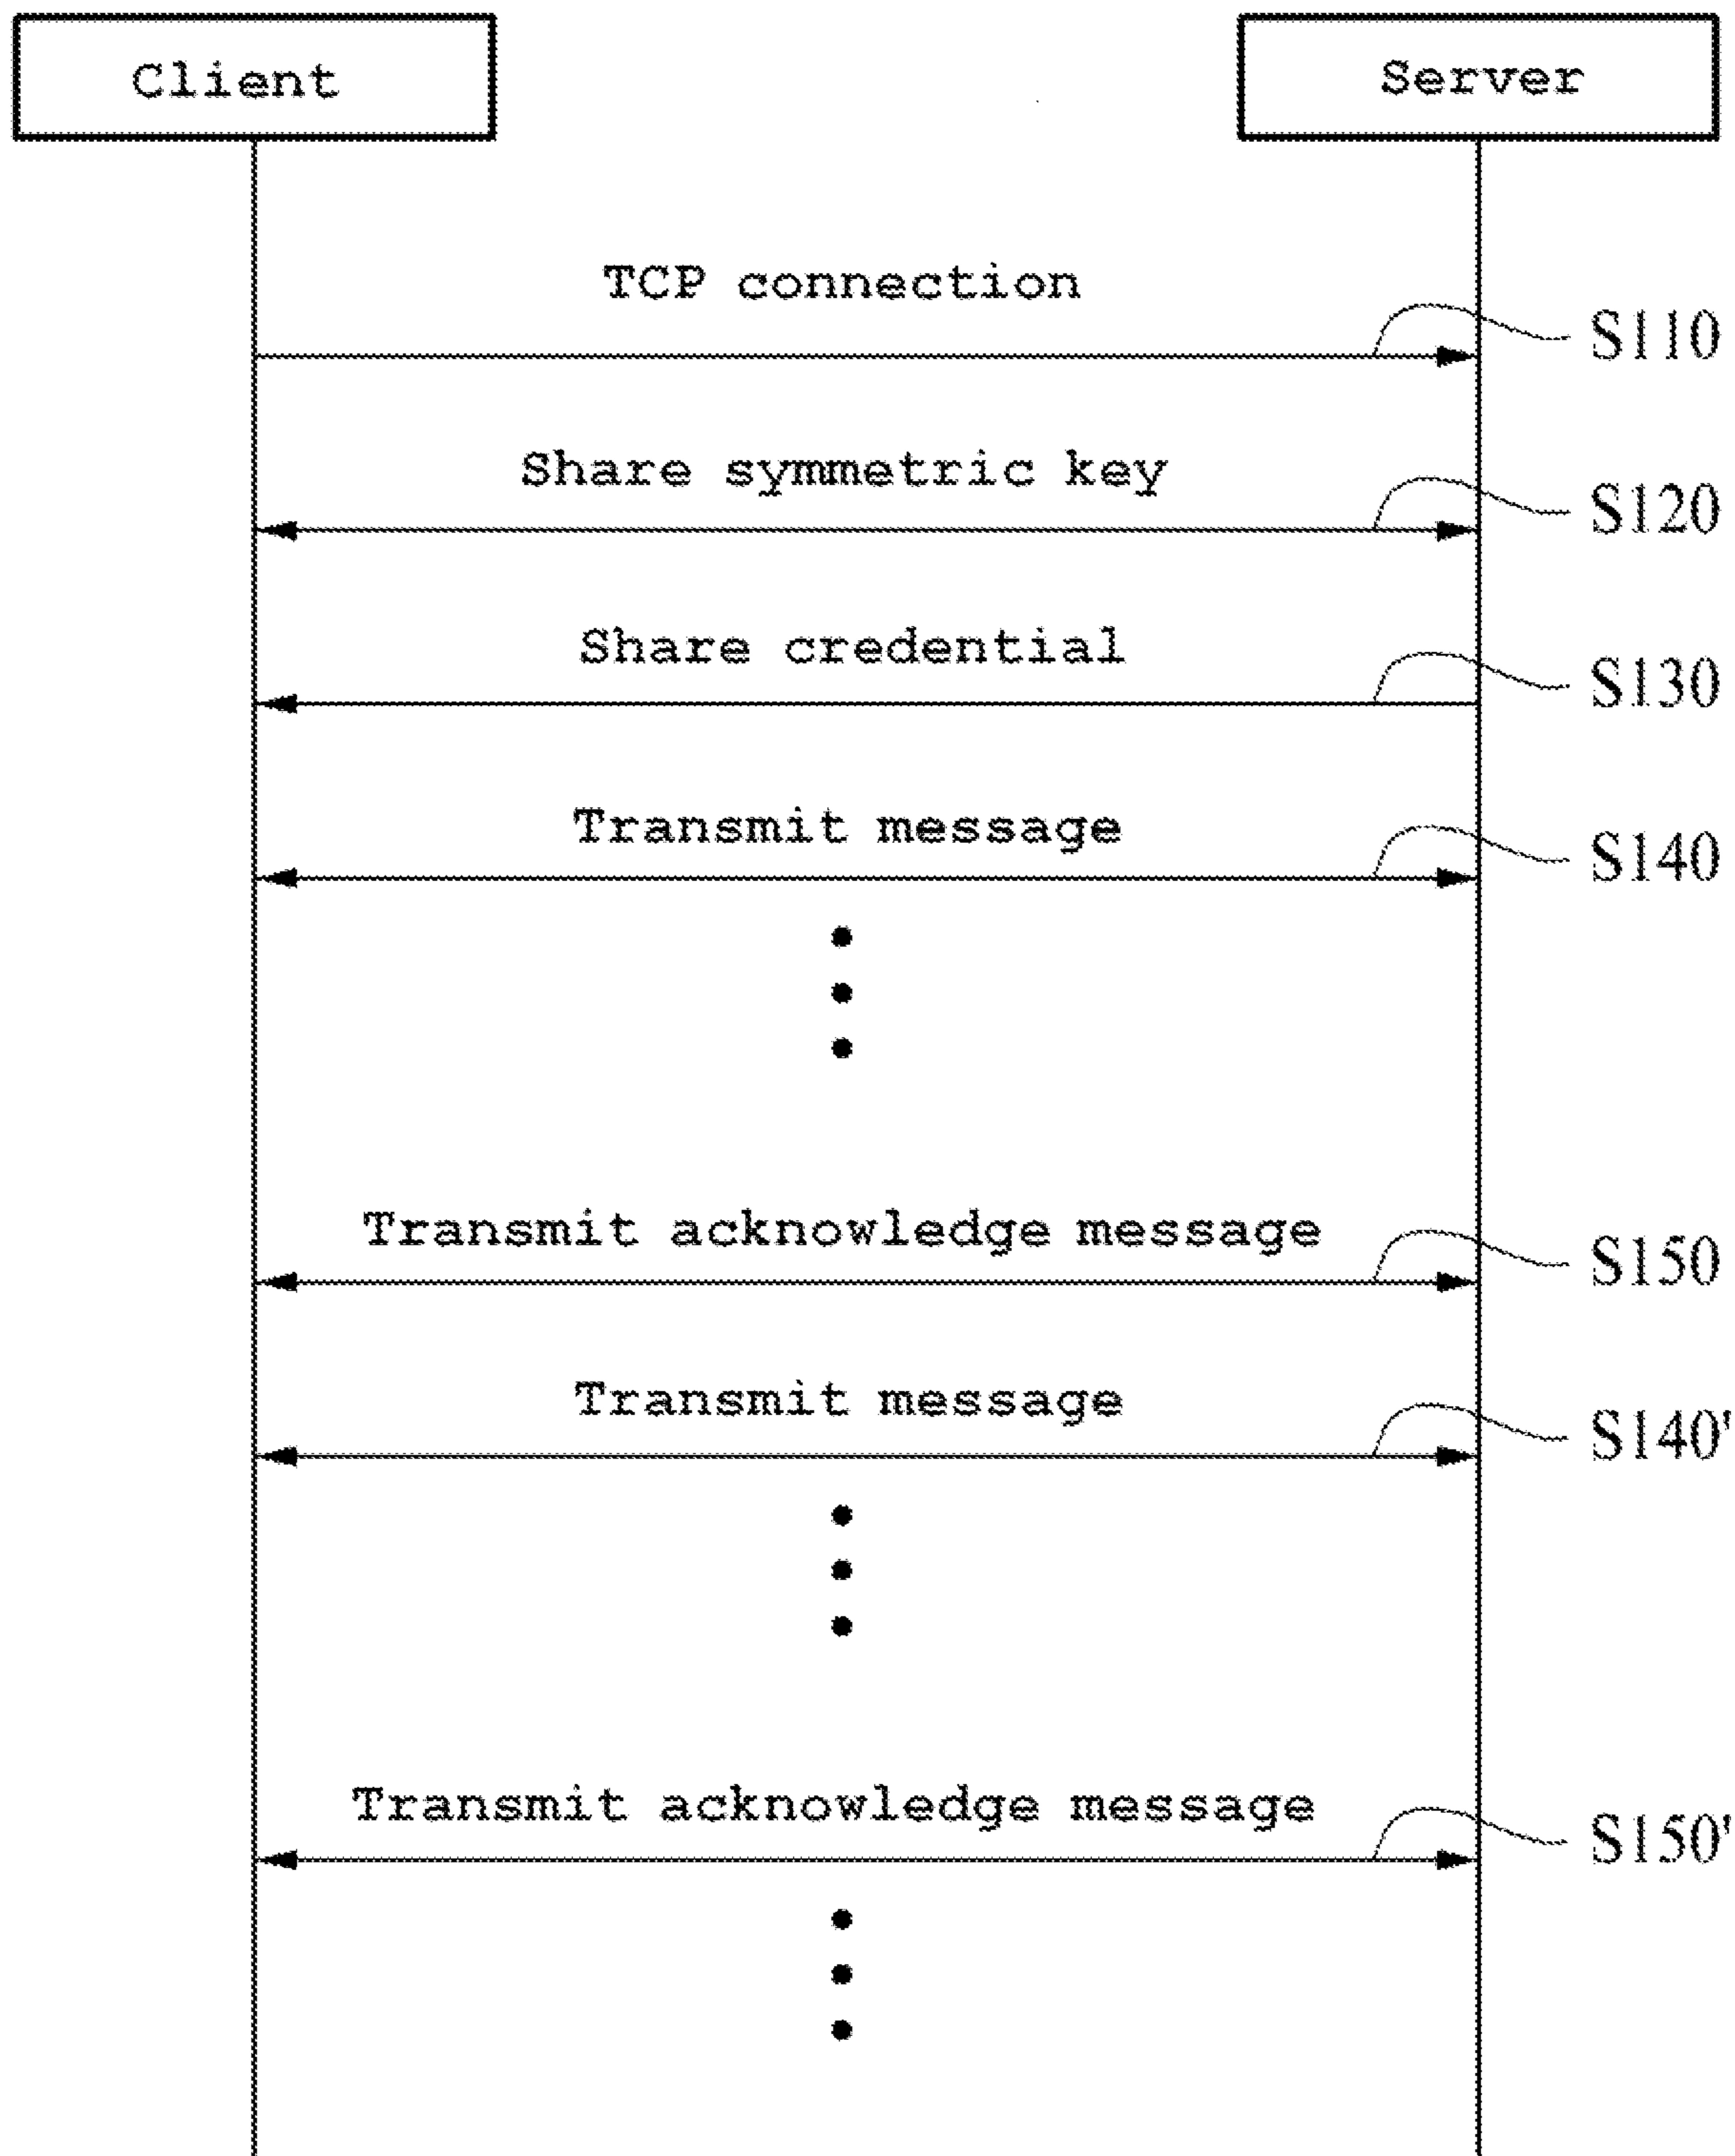 Client
Server
TCP connection
S110
Share symmetric key
S120
Share credential
S130
Transmit message
S140
Transmit acknowledge message
S150
Transmit message
S140'
Transmit acknowledge message
S150'